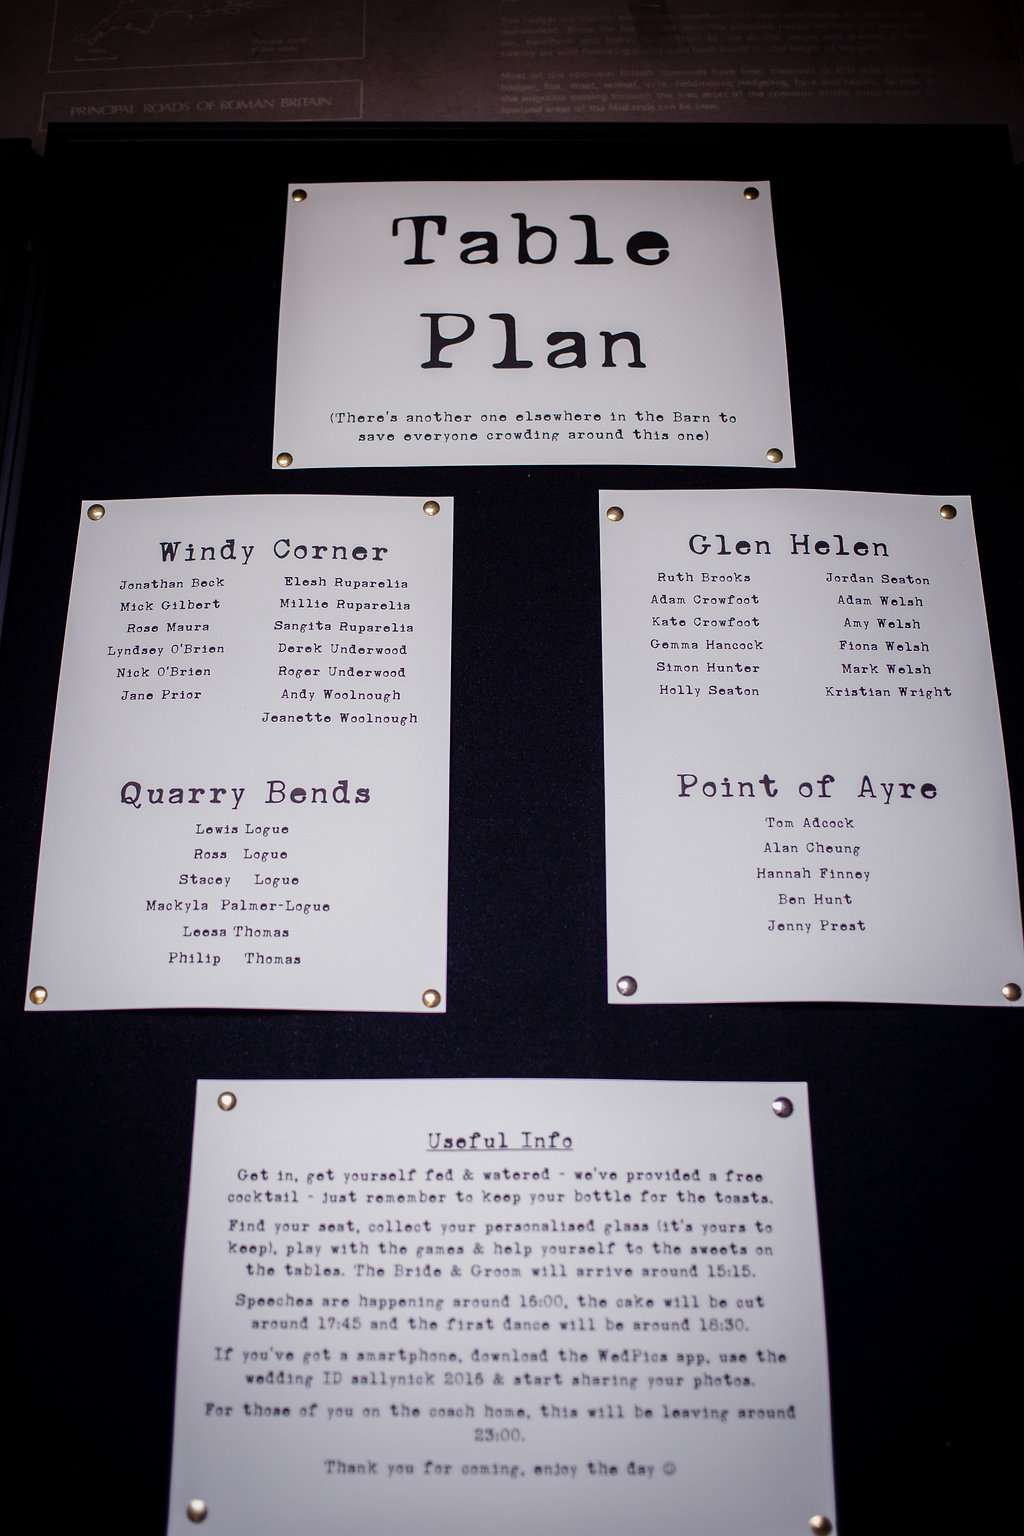 PRINCIPAL ROADS OF ROMAN BRITAIN
Table
Plan
(There's another one elsewhere in the Barn to
save everyone crowding around this one)
Windy Corner
Jonathan Beck
Mick Gilbert
Rose Maura
Lyndsey O'Brien
Nick O'Brien
Jane Prior
Elesh Ruparelia
Millie Ruparelia
Sangita Ruparelia
Derek Underwood
Roger Underwood
Andy Woolnough
Jeanette Woolnough
Quarry Bends
Lewis Logue
Ross Logue
Stacey Logue
Mackyla Palmer-Logue
Leesa Thomas
Philip Thomas
Glen Helen
Ruth Brooks
Adam Crowfoot
Kate Crowfoot
Gemma Hancock
Simon Hunter
Holly Seaton
Jordan Seaton
Adam Welsh
Amy Welsh
Fiona Welsh
Mark Welsh
Kristian Wright
Point of Ayre
Tom Adcock
Alan Cheung
Hannah Finney
Ben Hunt
Jenny Prest
Useful Info
Get in, get yourself fed & watered - we've provided a free
cocktail - just remember to keep your bottle for the toasts.
Find your seat, collect your personalised glass (it's yours to
keep), play with the games & help yourself to the sweets on
the tables. The Bride & Groom will arrive around 15:15.
Speeches are happening around 16:00, the cake will be cut
around 17:45 and the first dance will be around 18:30.
If you've got a smartphone, download the WedPics app, use the
wedding ID sallynick 2016 & start sharing your photos.
For those of you on the coach home, this will be leaving around
23:00.
Thank you for coming, enjoy the day ☺